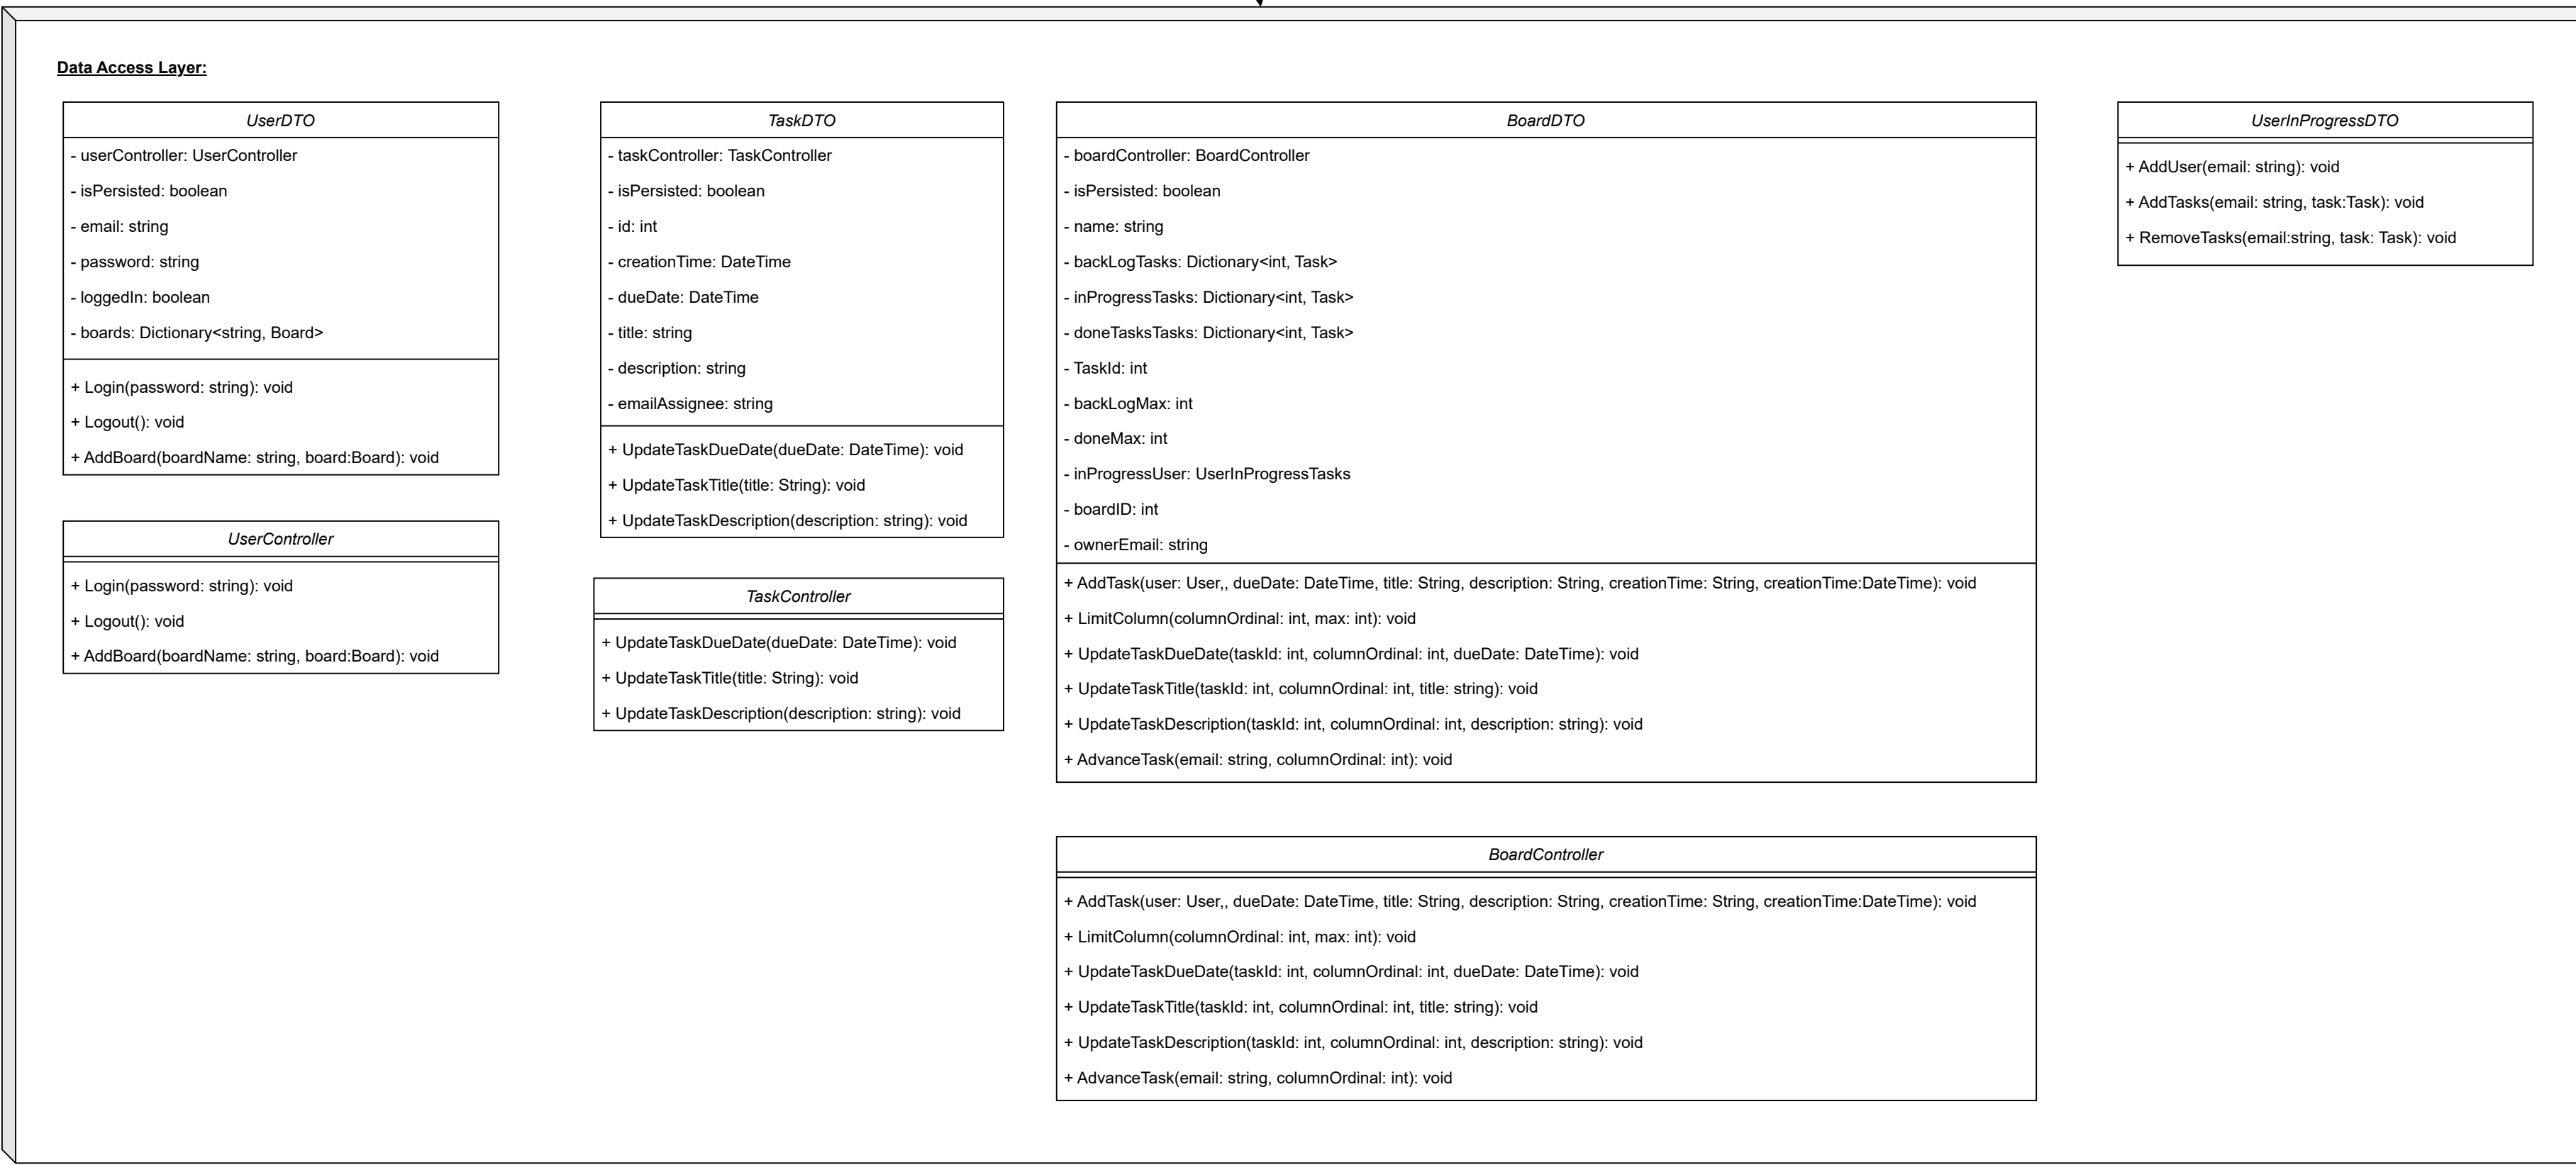 Data Access Layer:
UserDTO
- userController: UserController
- isPersisted: boolean
- email: string
- password: string
- loggedIn: boolean
- boards: Dictionary<string, Board>
+ Login(password: string): void
+ Logout(): void
+ AddBoard(boardName: string, board:Board): void
UserController
+ Login(password: string): void
+ Logout(): void
+ AddBoard(boardName: string, board:Board): void
TaskDTO
- taskController: TaskController
- isPersisted: boolean
- id: int
- creationTime: DateTime
- dueDate: DateTime
- title: string
- description: string
- emailAssignee: string
+ UpdateTaskDueDate(dueDate: DateTime): void
+ UpdateTaskTitle(title: String): void
+ UpdateTaskDescription(description: string): void
TaskController
+ UpdateTaskDueDate(dueDate: DateTime): void
+ UpdateTaskTitle(title: String): void
+ UpdateTaskDescription(description: string): void
BoardDTO
- boardController: BoardController
- isPersisted: boolean
- name: string
- backLogTasks: Dictionary<int, Task>
- inProgressTasks: Dictionary<int, Task>
- doneTasksTasks: Dictionary<int, Task>
- TaskId: int
- backLogMax: int
- doneMax: int
- inProgressUser: UserInProgressTasks
- boardID: int
- ownerEmail: string
+ AddTask(user: User,, dueDate: DateTime, title: String, description: String, creationTime: String, creationTime:DateTime): void
+ LimitColumn(columnOrdinal: int, max: int): void
+ UpdateTaskDueDate(taskId: int, columnOrdinal: int, dueDate: DateTime): void
+ UpdateTaskTitle(taskId: int, columnOrdinal: int, title: string): void
+ UpdateTaskDescription(taskId: int, columnOrdinal: int, description: string): void
+ AdvanceTask(email: string, columnOrdinal: int): void
BoardController
+ AddTask(user: User,, dueDate: DateTime, title: String, description: String, creationTime: String, creationTime:DateTime): void
+ LimitColumn(columnOrdinal: int, max: int): void
+ UpdateTaskDueDate(taskId: int, columnOrdinal: int, dueDate: DateTime): void
+ UpdateTaskTitle(taskId: int, columnOrdinal: int, title: string): void
+ UpdateTaskDescription(taskId: int, columnOrdinal: int, description: string): void
+ AdvanceTask(email: string, columnOrdinal: int): void
UserInProgressDTO
+ AddUser(email: string): void
+ AddTasks(email: string, task:Task): void
+ RemoveTasks(email:string, task: Task): void